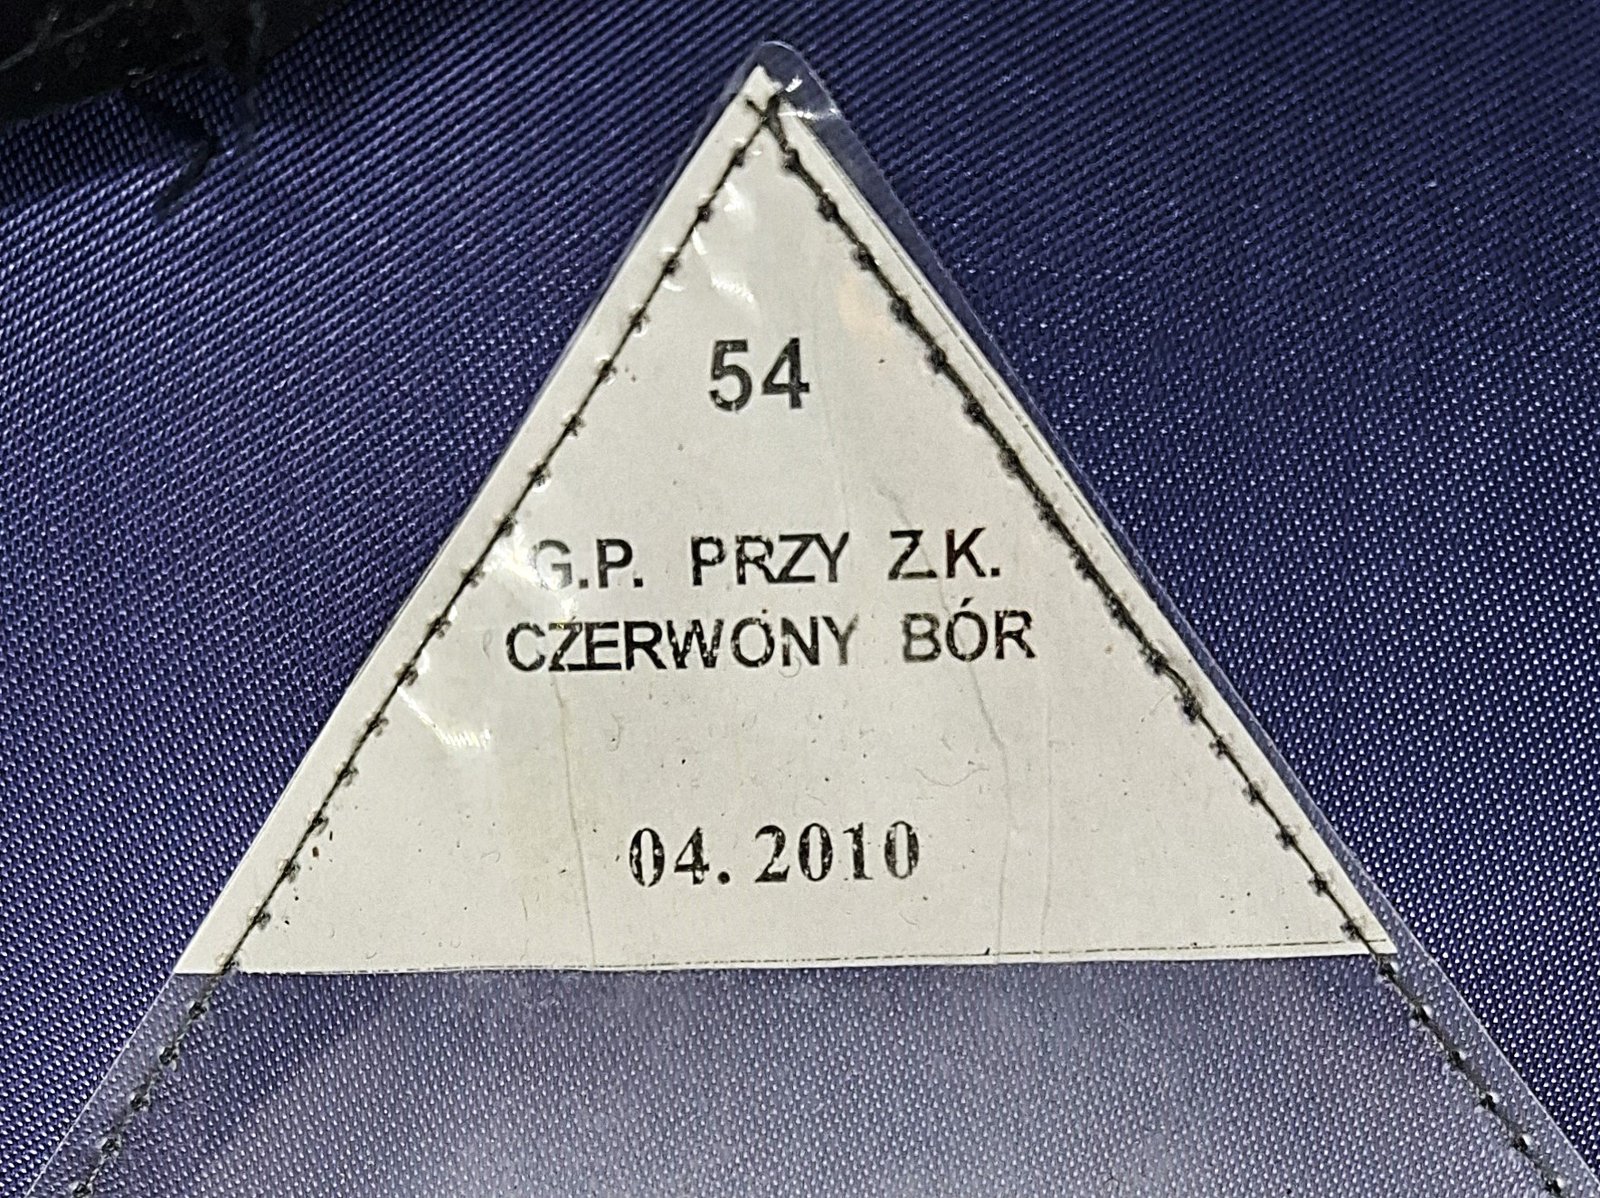 54
G.P. PRZY Z.K.
CZERWONY BÓR
04.2010